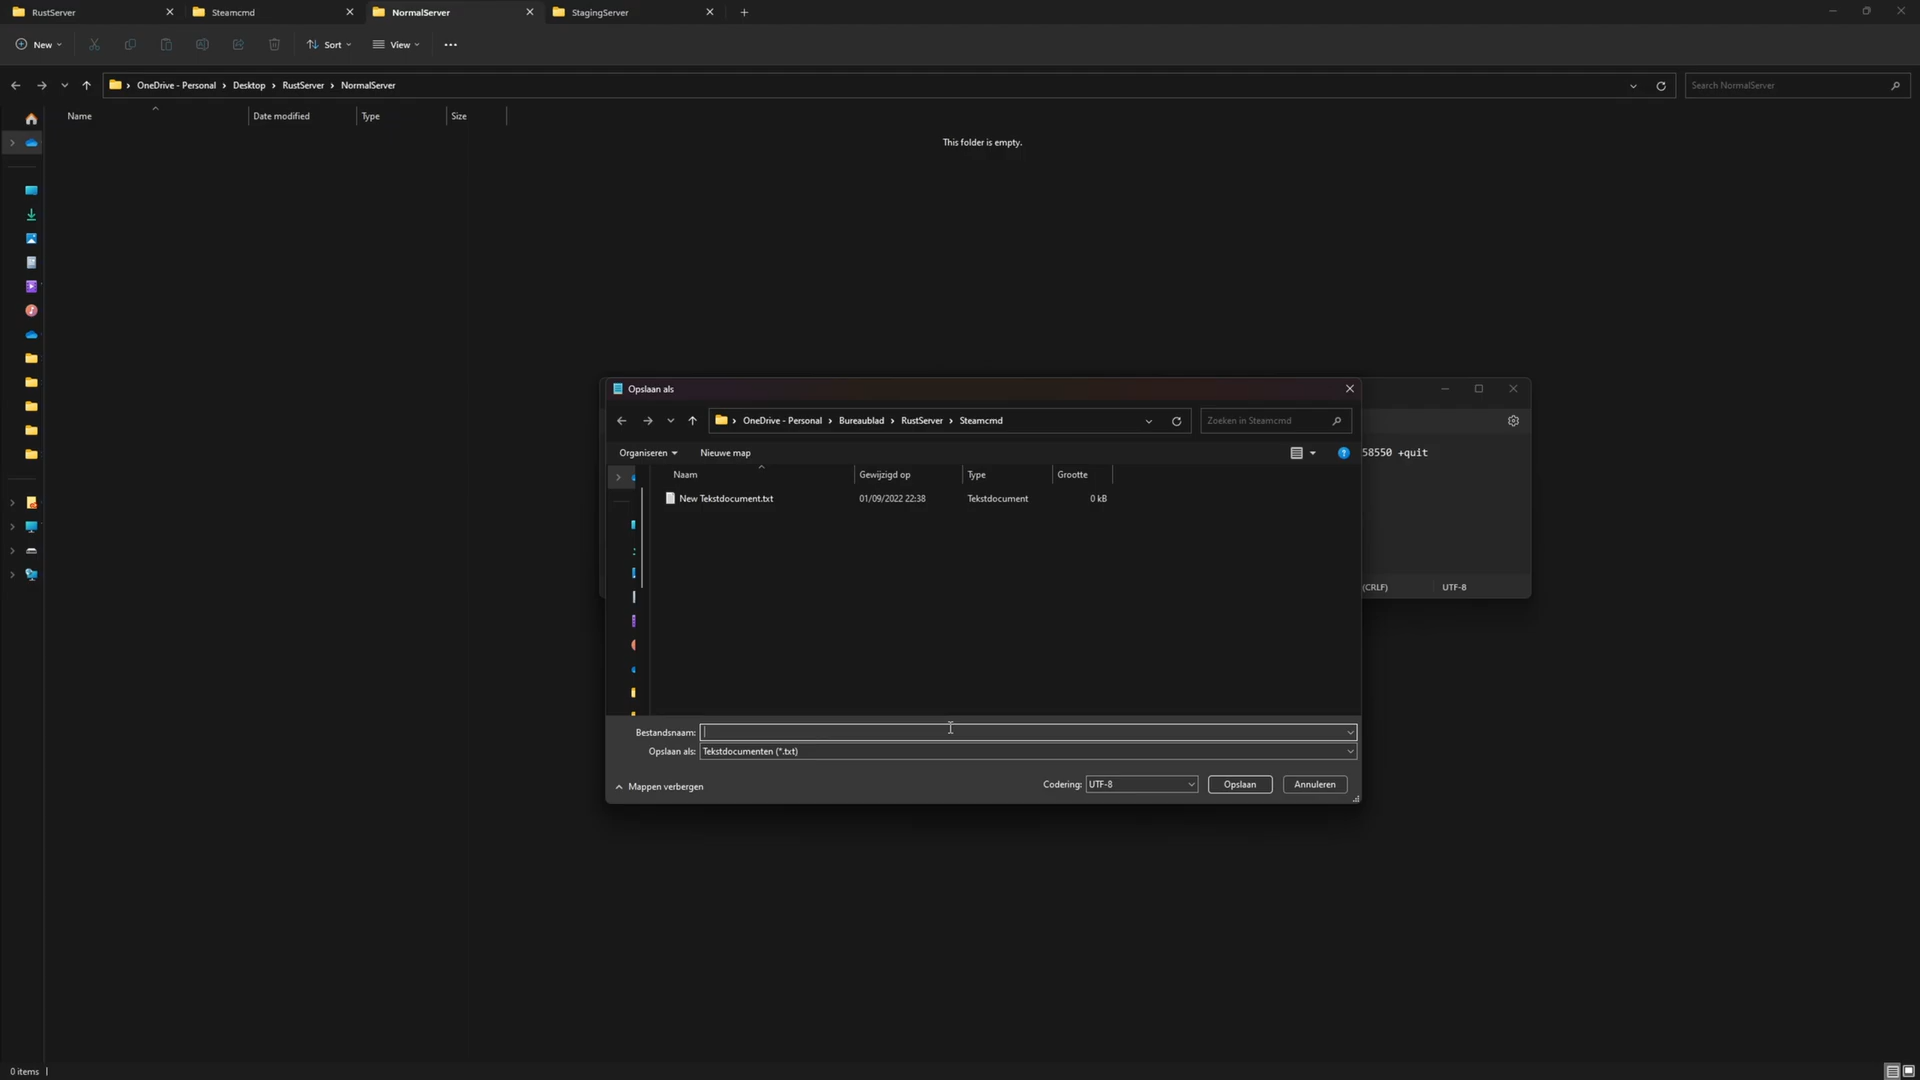 RustServer Steamcmd NormalServer StagingServer
New Sort View
OneDrive - Personal Desktop RustServer NormalServer Search NormalServer
Name Date modified Type Size
This folder is empty.
Opslaan als
OneDrive - Personal Bureaublad RustServer Steamcmd Zoeken in Steamcmd
Organiseren Nieuwe map 58550 +quit
Naam Gewijzigd op Type Grootte
New Tekstdocument.txt 01/09/2022 22:38 Tekstdocument 0 kB
(CRLF) UTF-8
Bestandsnaam:
Opslaan als: Tekstdocumenten (*.txt)
Mappen verbergen Codering: UTF-8 Opslaan Annuleren
0 items